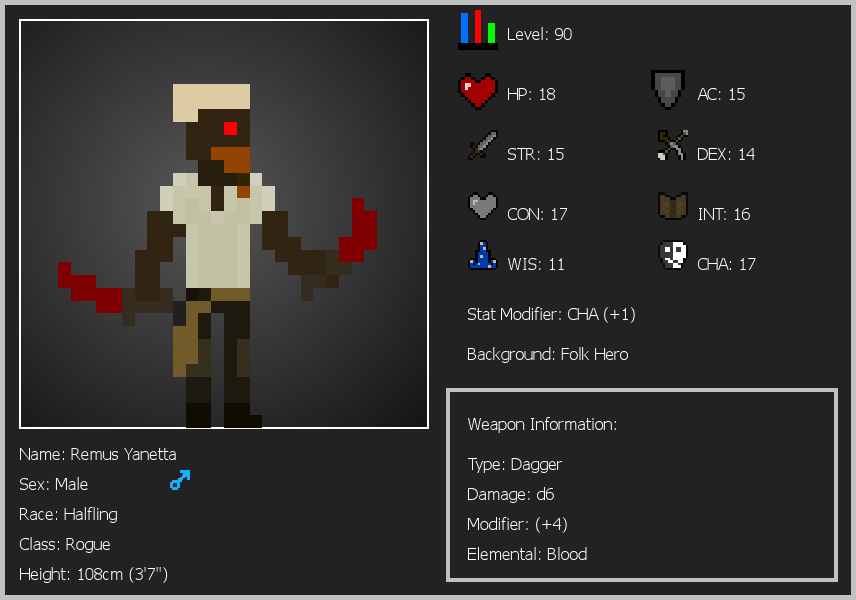 Level: 90
HP: 18
AC: 15
STR: 15
DEX: 14
CON: 17
INT: 16
WIS: 11
CHA: 17
Stat Modifier: CHA (+1)
Background: Folk Hero
Weapon Information:
Type: Dagger
Damage: d6
Modifier: (+4)
Elemental: Blood
Name: Remus Yanetta
Sex: Male
Race: Halfling
Class: Rogue
Height: 108cm (3'7")